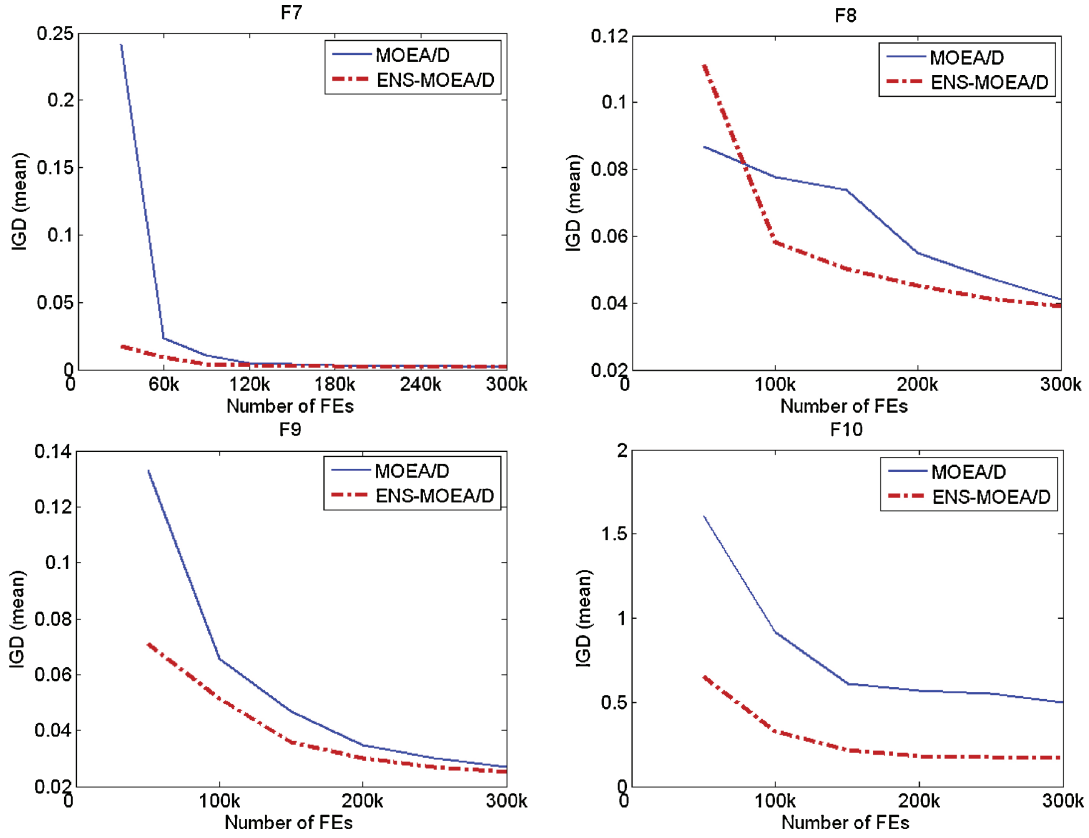 F7
0.25
0.2
0.15
0.1
0.05
0
0
60k
120k
180k
240k
300k
IGD (mean)
Number of FEs
MOEA/D
ENS-MOEA/D
F8
0.12
0.1
0.08
0.06
0.04
0.02
0
100k
200k
300k
IGD (mean)
Number of FEs
MOEA/D
ENS-MOEA/D
F9
0.14
0.12
0.1
0.08
0.06
0.04
0.02
0
100k
200k
300k
IGD (mean)
Number of FEs
MOEA/D
ENS-MOEA/D
F10
2
1.5
1
0.5
0
0
100k
200k
300k
IGD (mean)
Number of FEs
MOEA/D
ENS-MOEA/D